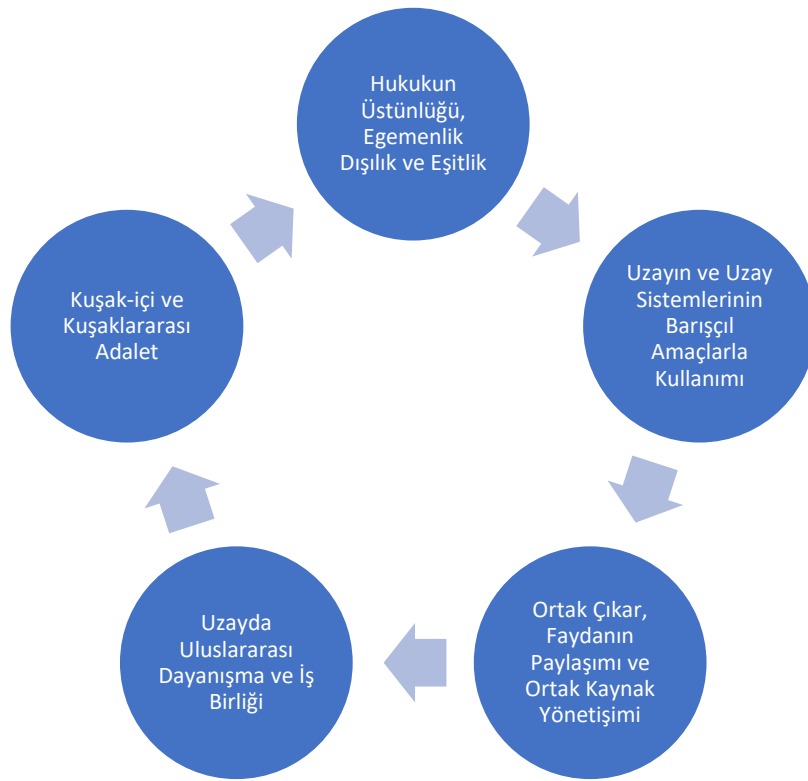 Hukukun
Üstünlüğü,
Egemenlik
Dışılık ve Eşitlik
Uzayın ve Uzay
Sistemlerinin
Barışçıl
Amaçlarla
Kullanımı
Ortak Çıkar,
Faydanın
Paylaşımı ve
Ortak Kaynak
Yönetişimi
Uzayda
Uluslararası
Dayanışma ve İş
Birliği
Kuşak-içi ve
Kuşaklararası
Adalet